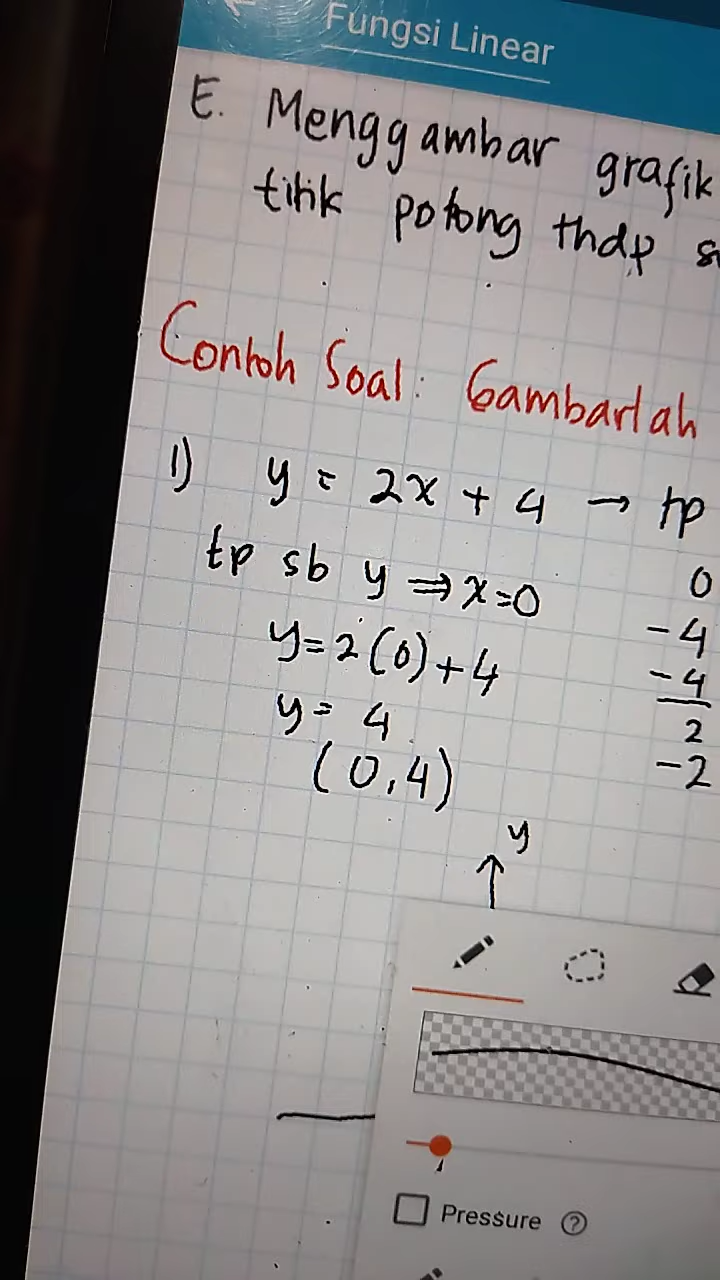 Fungsi Linear
E. Menggambar grafik
titik potong thdp
Contoh Soal: Gambarlah
1) y = 2x + 4 → tp
tp sb y ⇒ x=0
0
y=2(0)+4
-4
-4
y= 4
2
(0,4)
-2
y
Pressure ?